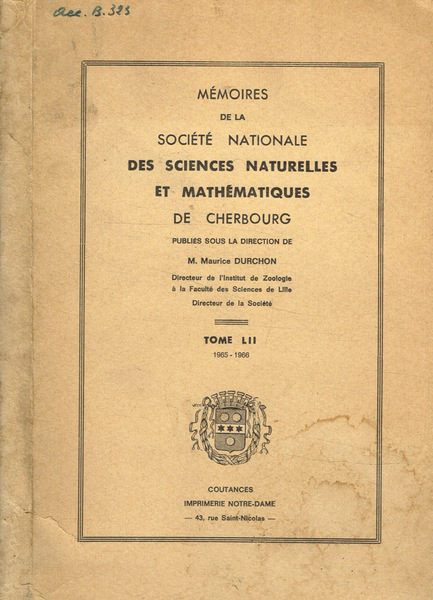 Acc. B. 323
MÉMOIRES
DE LA
SOCIÉTÉ NATIONALE
DES SCIENCES NATURELLES
ET MATHÉMATIQUES
DE CHERBOURG
PUBLIÉS SOUS LA DIRECTION DE
M. Maurice DURCHON
Directeur de l'Institut de Zoologie
à la Faculté des Sciences de Lille
Directeur de la Société
TOME LII
1965 - 1966
COUTANCES
IMPRIMERIE NOTRE-DAME
— 43, rue Saint-Nicolas —